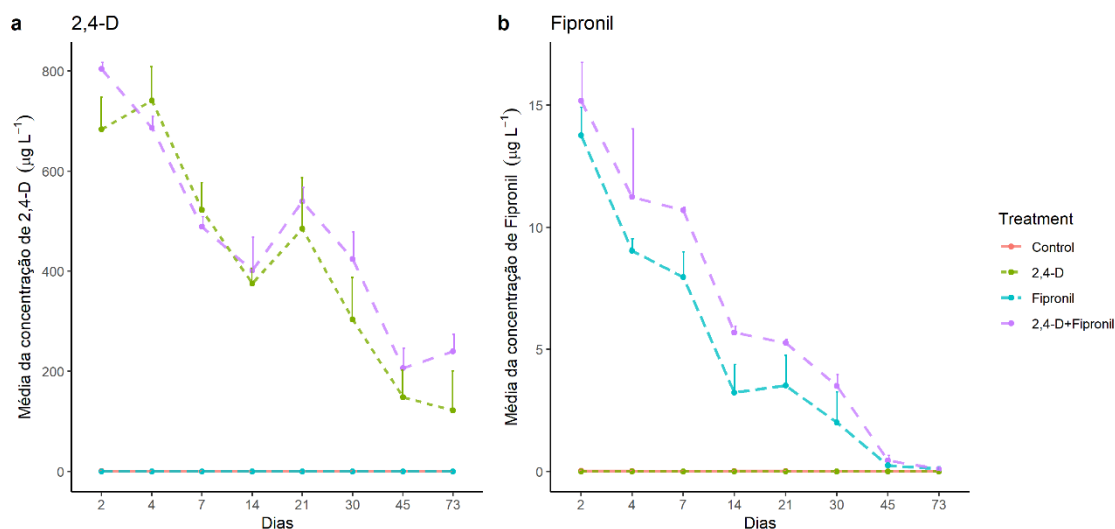 a 2,4-D
Média da concentração de 2,4-D (µg L⁻¹)
800
600
400
200
0
2 4 7 14 21 30 45 73
Dias
b Fipronil
Média da concentração de Fipronil (µg L⁻¹)
15
10
5
0
2 4 7 14 21 30 45 73
Dias
Treatment
Control
2,4-D
Fipronil
2,4-D+Fipronil